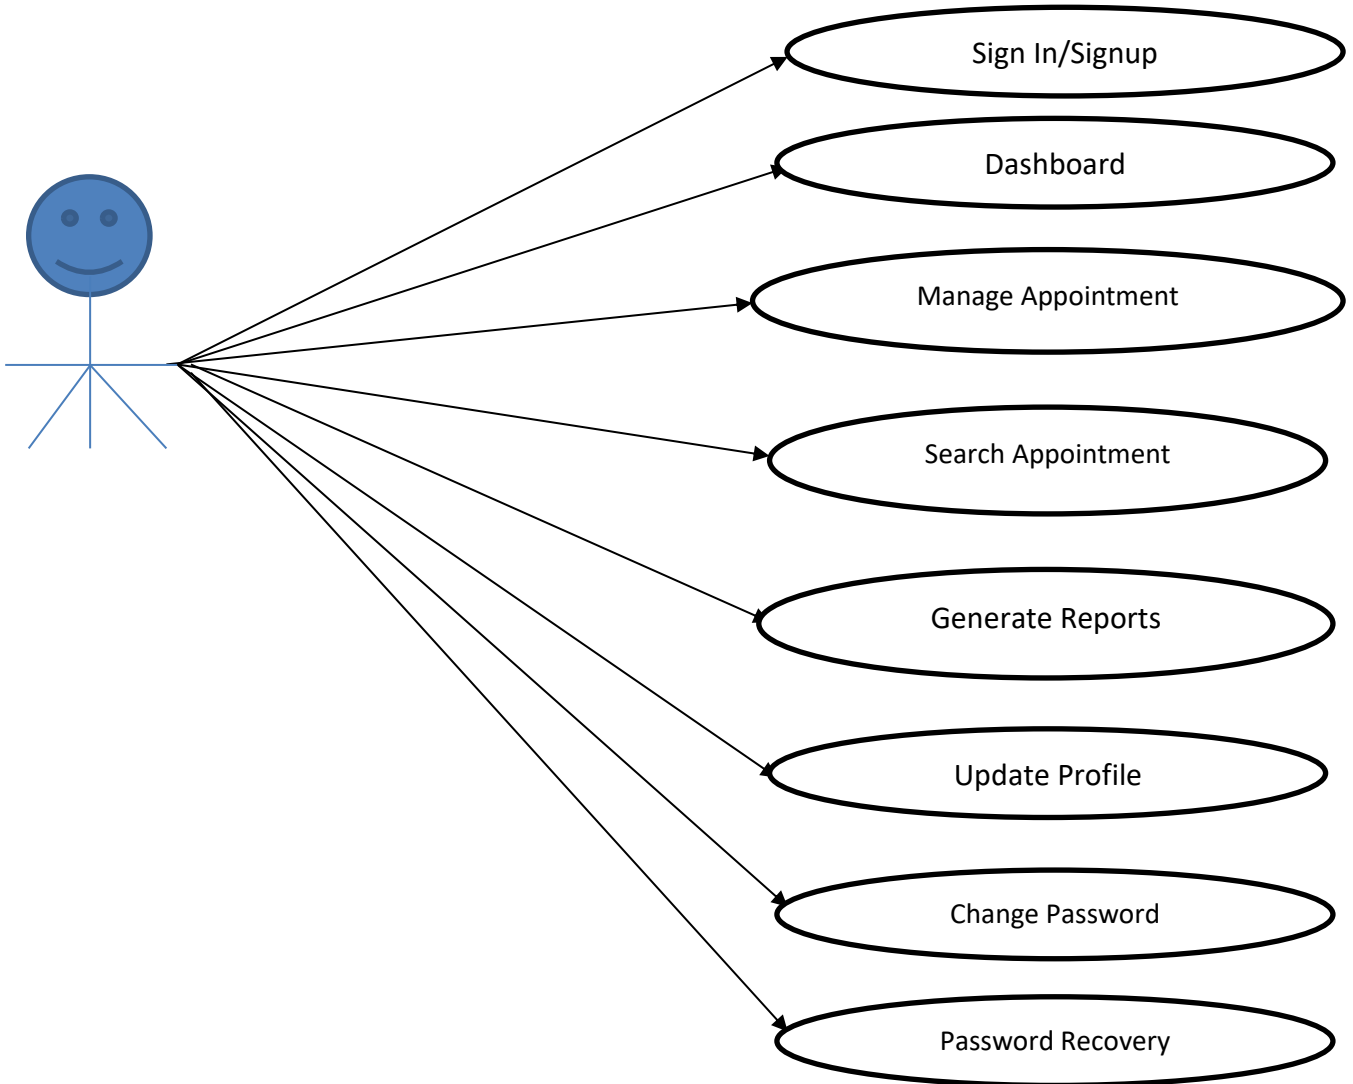 Sign In/Signup
Dashboard
Manage Appointment
Search Appointment
Generate Reports
Update Profile
Change Password
Password Recovery